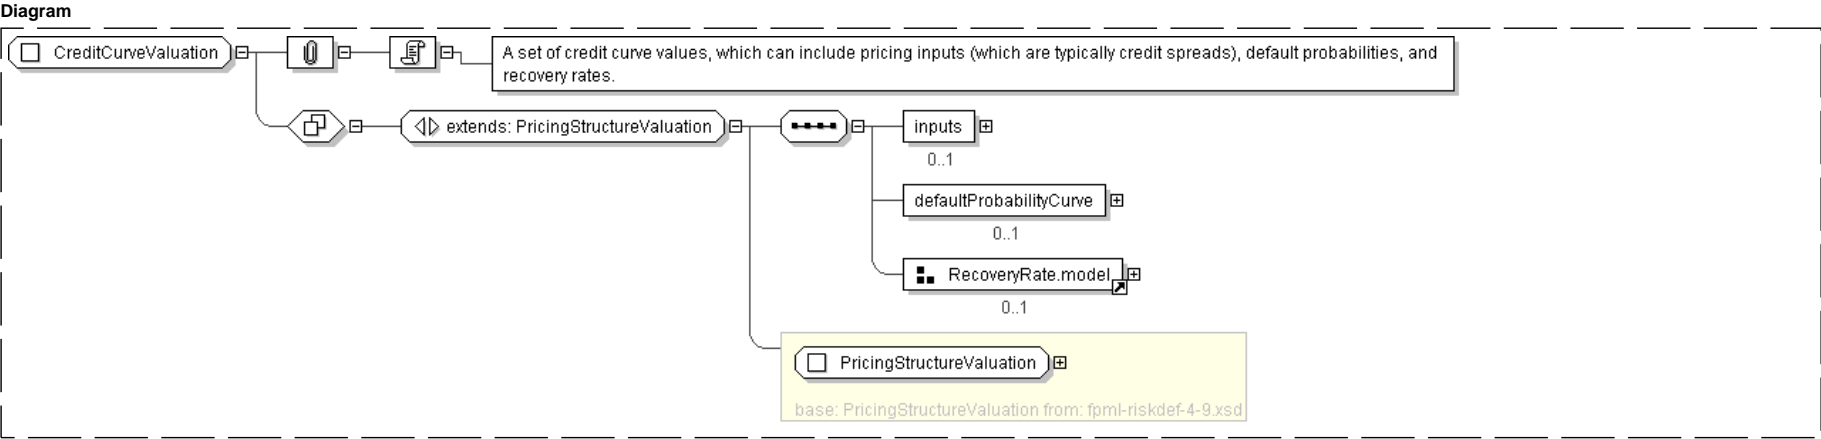 Diagram
CreditCurveValuation
A set of credit curve values, which can include pricing inputs (which are typically credit spreads), default probabilities, and
recovery rates.
extends: PricingStructureValuation
inputs
0..1
defaultProbabilityCurve
0..1
RecoveryRate.model
0..1
PricingStructureValuation
base: PricingStructureValuation from: fpml-riskdef-4-9.xsd